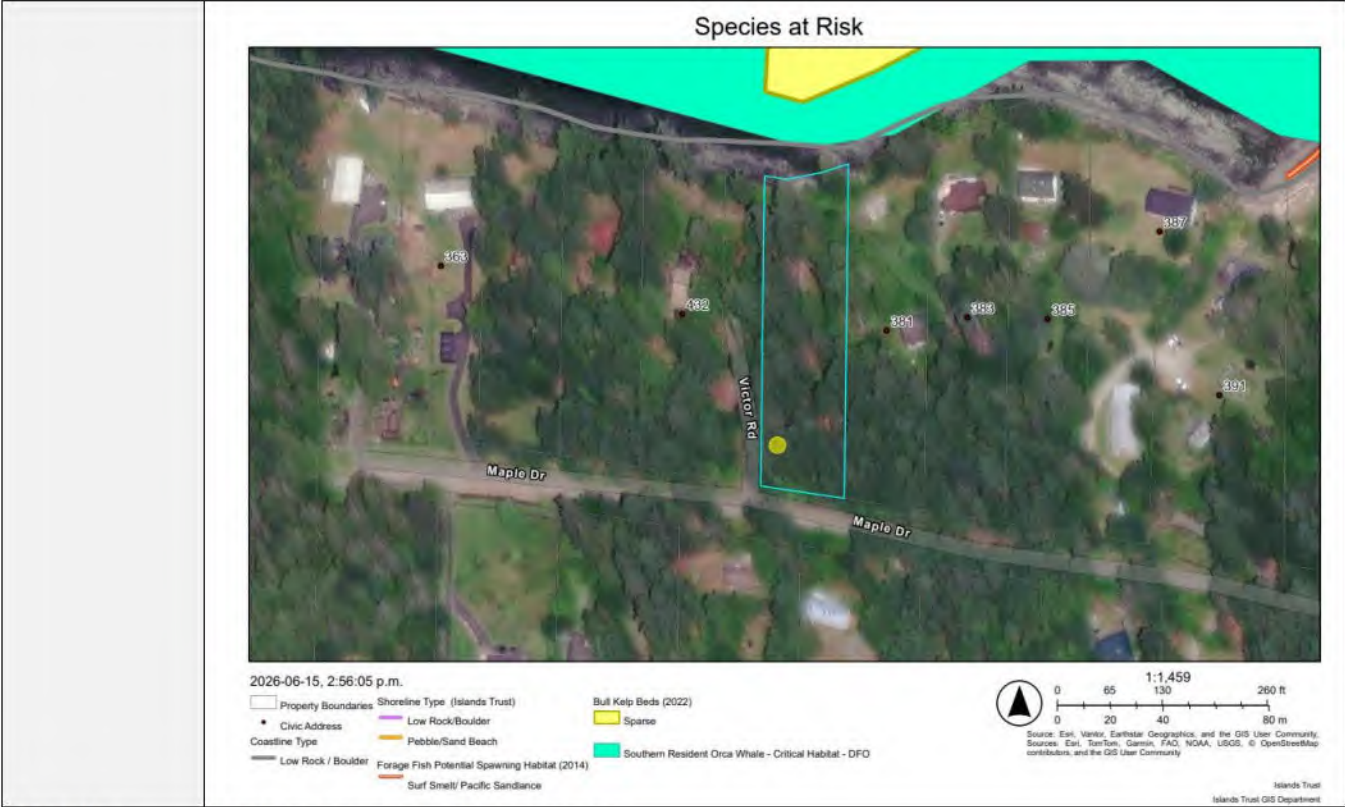 Species at Risk
363
432
381
383
385
387
391
Victor Rd
Maple Dr
Maple Dr
2026-06-15, 2:56:05 p.m.
Property Boundaries
Civic Address
Coastline Type
Low Rock / Boulder
Shoreline Type (Islands Trust)
Low Rock/Boulder
Pebble/Sand Beach
Forage Fish Potential Spawning Habitat (2014)
Surf Smelt/ Pacific Sandlance
Bull Kelp Beds (2022)
Sparse
Southern Resident Orca Whale - Critical Habitat - DFO
1:1,459
0 65 130 260 ft
0 20 40 80 m
Source: Esri, Vantor, Earthstar Geographics, and the GIS User Community,
Sources: Esri, TomTom, Garmin, FAO, NOAA, USGS, © OpenStreetMap
contributors, and the GIS User Community
Islands Trust
Islands Trust GIS Department